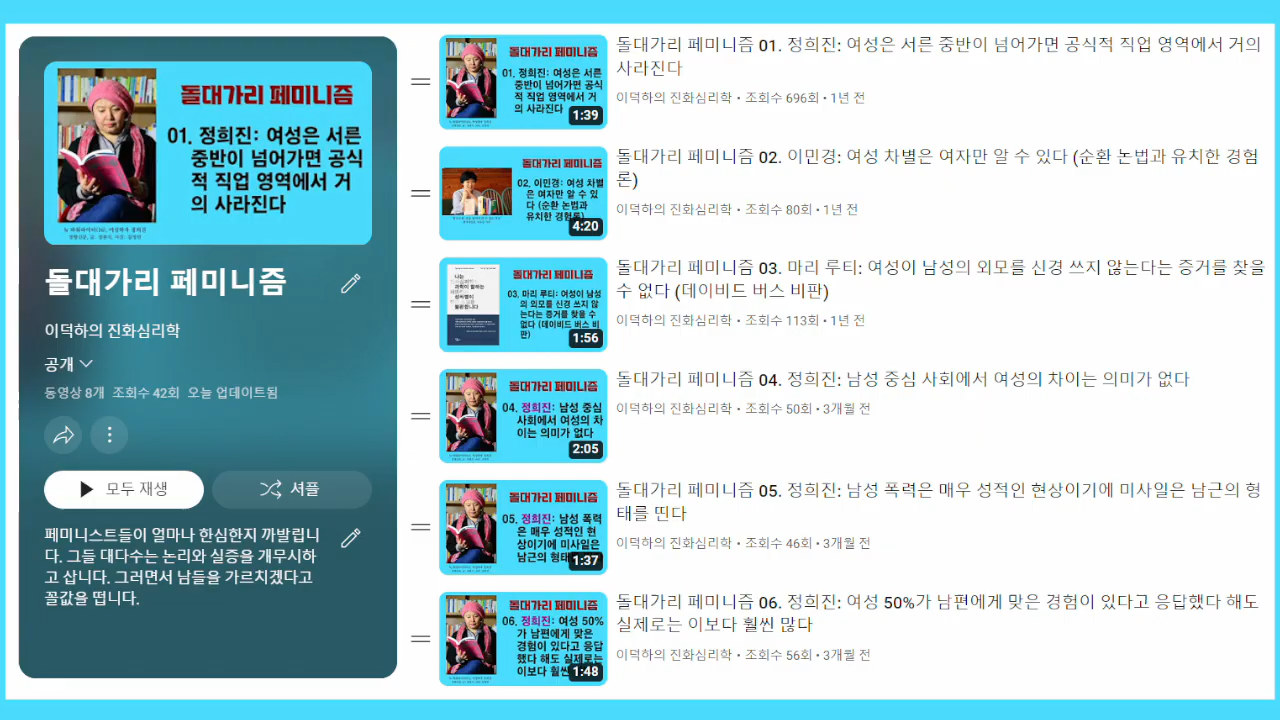 돌대가리 페미니즘
01. 정희진: 여성은 서른
중반이 넘어가면 공식
적 직업 영역에서 거
의 사라진다
돌대가리 페미니즘
이덕하의 진화심리학
공개
동영상 8개 조회수 42회 오늘 업데이트됨
모두 재생
셔플
페미니스트들이 얼마나 한심한지 까발립니
다. 그들 대다수는 논리와 실증을 개무시하
고 삽니다. 그러면서 남들을 가르치겠다고
꼴값을 떱니다.
돌대가리 페미니즘
01. 정희진: 여성은 서른
중반이 넘어가면 공식
적 직업 영역에서 거
의 사라진다
1:39
돌대가리 페미니즘 01. 정희진: 여성은 서른 중반이 넘어가면 공식적 직업 영역에서 거의
사라진다
이덕하의 진화심리학 • 조회수 696회 • 1년 전
돌대가리 페미니즘
02. 이민경: 여성 차별
은 여자만 알 수 있
다 (순환 논법과
유치한 경험론)
4:20
돌대가리 페미니즘 02. 이민경: 여성 차별은 여자만 알 수 있다 (순환 논법과 유치한 경험
론)
이덕하의 진화심리학 • 조회수 80회 • 1년 전
돌대가리 페미니즘
03. 마리 루티: 여성이 남성
의 외모를 신경 쓰지 않
는다는 증거를 찾을 수
없다 (데이비드 버스 비
판)
1:56
돌대가리 페미니즘 03. 마리 루티: 여성이 남성의 외모를 신경 쓰지 않는다는 증거를 찾을
수 없다 (데이비드 버스 비판)
이덕하의 진화심리학 • 조회수 113회 • 1년 전
돌대가리 페미니즘
04. 정희진: 남성 중심
사회에서 여성의 차
이는 의미가 없다
2:05
돌대가리 페미니즘 04. 정희진: 남성 중심 사회에서 여성의 차이는 의미가 없다
이덕하의 진화심리학 • 조회수 50회 • 3개월 전
돌대가리 페미니즘
05. 정희진: 남성 폭력
은 매우 성적인 현
상이기에 미사일은
남근의 형태
1:37
돌대가리 페미니즘 05. 정희진: 남성 폭력은 매우 성적인 현상이기에 미사일은 남근의 형
태를 띤다
이덕하의 진화심리학 • 조회수 46회 • 3개월 전
돌대가리 페미니즘
06. 정희진: 여성 50%
가 남편에게 맞은
경험이 있다고 응답
했다 해도 실제로는
이보다 훨씬
1:48
돌대가리 페미니즘 06. 정희진: 여성 50%가 남편에게 맞은 경험이 있다고 응답했다 해도
실제로는 이보다 훨씬 많다
이덕하의 진화심리학 • 조회수 56회 • 3개월 전